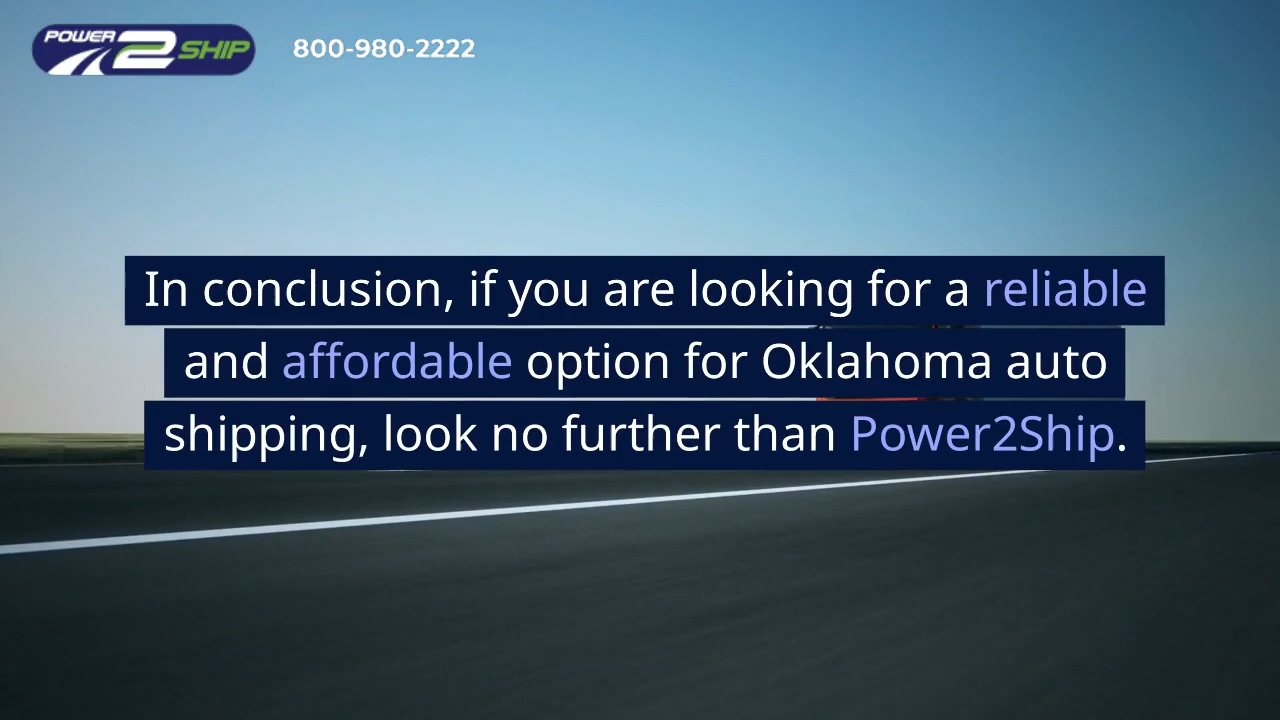 POWER 2 SHIP 800-980-2222
In conclusion, if you are looking for a reliable
and affordable option for Oklahoma auto
shipping, look no further than Power2Ship.